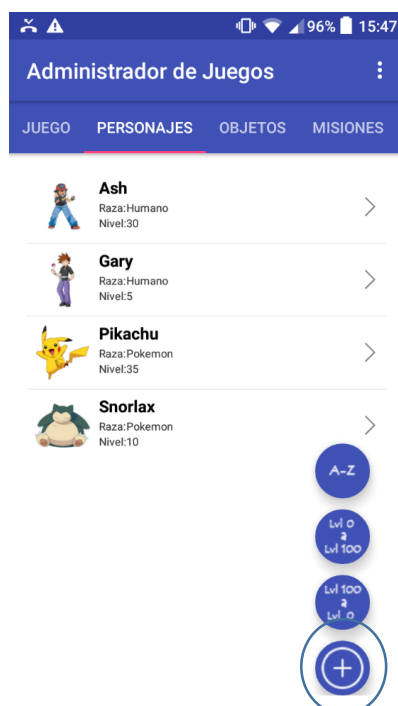 96% 15:47
Administrador de Juegos
JUEGO PERSONAJES OBJETOS MISIONES
Ash
Raza:Humano
Nivel:30
Gary
Raza:Humano
Nivel:5
Pikachu
Raza:Pokemon
Nivel:35
Snorlax
Raza:Pokemon
Nivel:10
A-Z
Lvl 0
a
Lvl 100
Lvl 100
a
Lvl 0